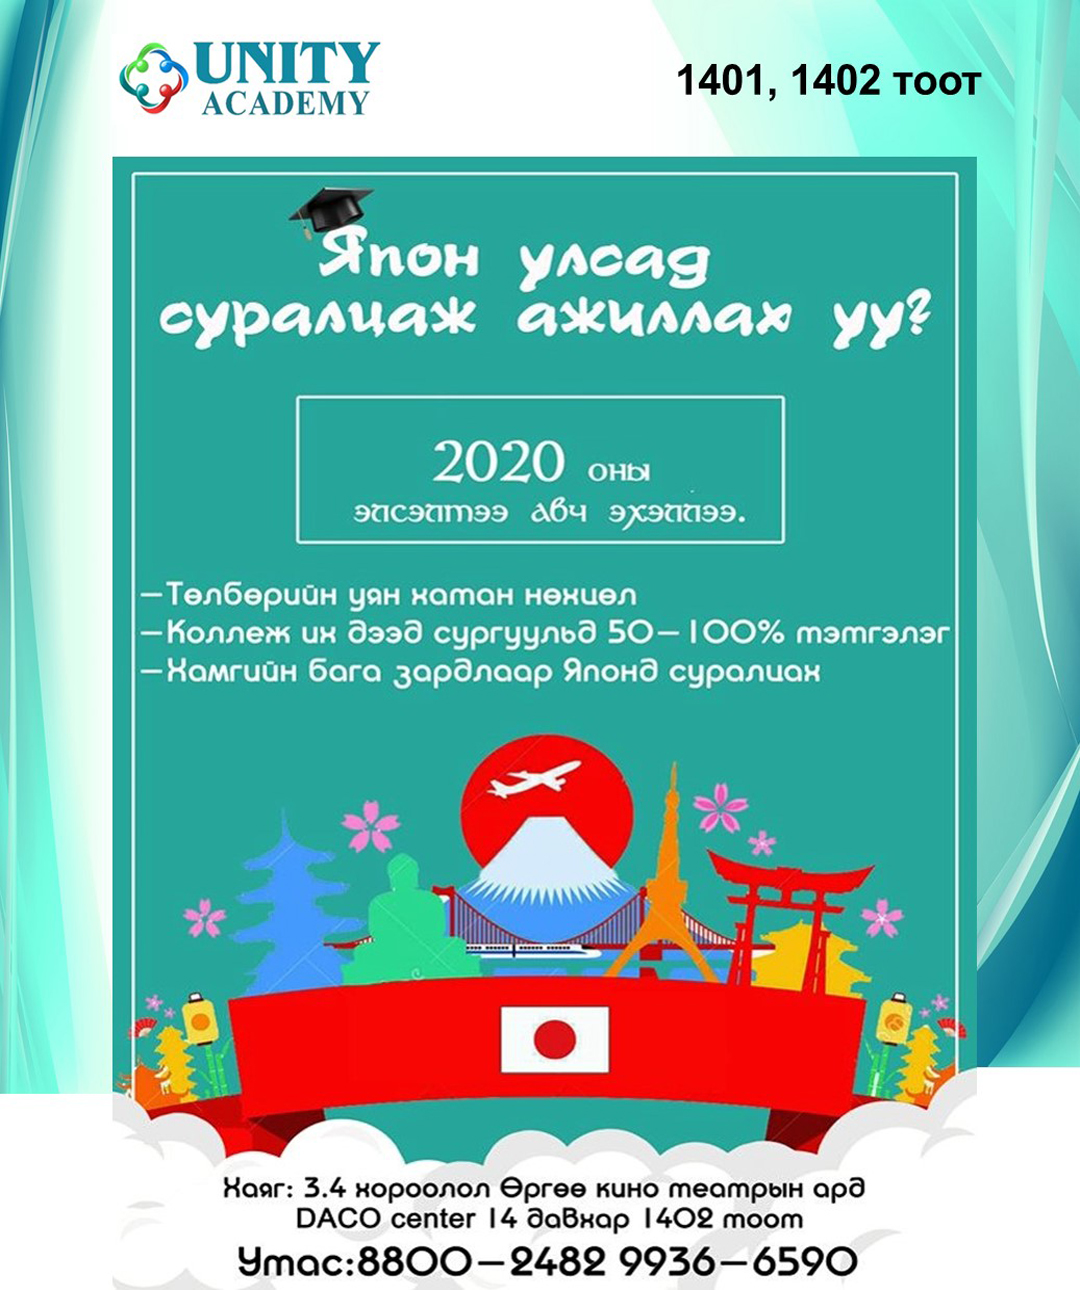 UNITY
ACADEMY
1401, 1402 тоот
Япон улсад
суралцаж ажиллах уу?
2020 оны
элсэлтээ авч эхэллээ.
–Төлбөрийн уян хатан нөхцөл
–Коллеж их дээд сургуульд 50–100% тэтгэлэг
–Хамгийн бага зардлаар Японд суралцах
Хаяг: 3.4 хороолол Өргөө кино театрын ард
DACO center 14 давхар 1402 тоот
Утас:8800–2482 9936–6590